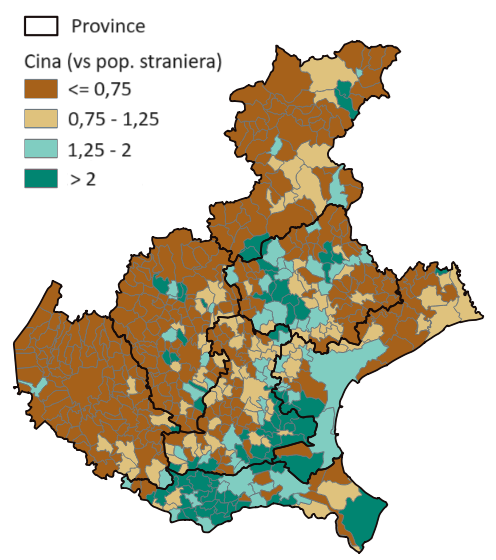 Province
Cina (vs pop. straniera)
<= 0,75
0,75 - 1,25
1,25 - 2
> 2